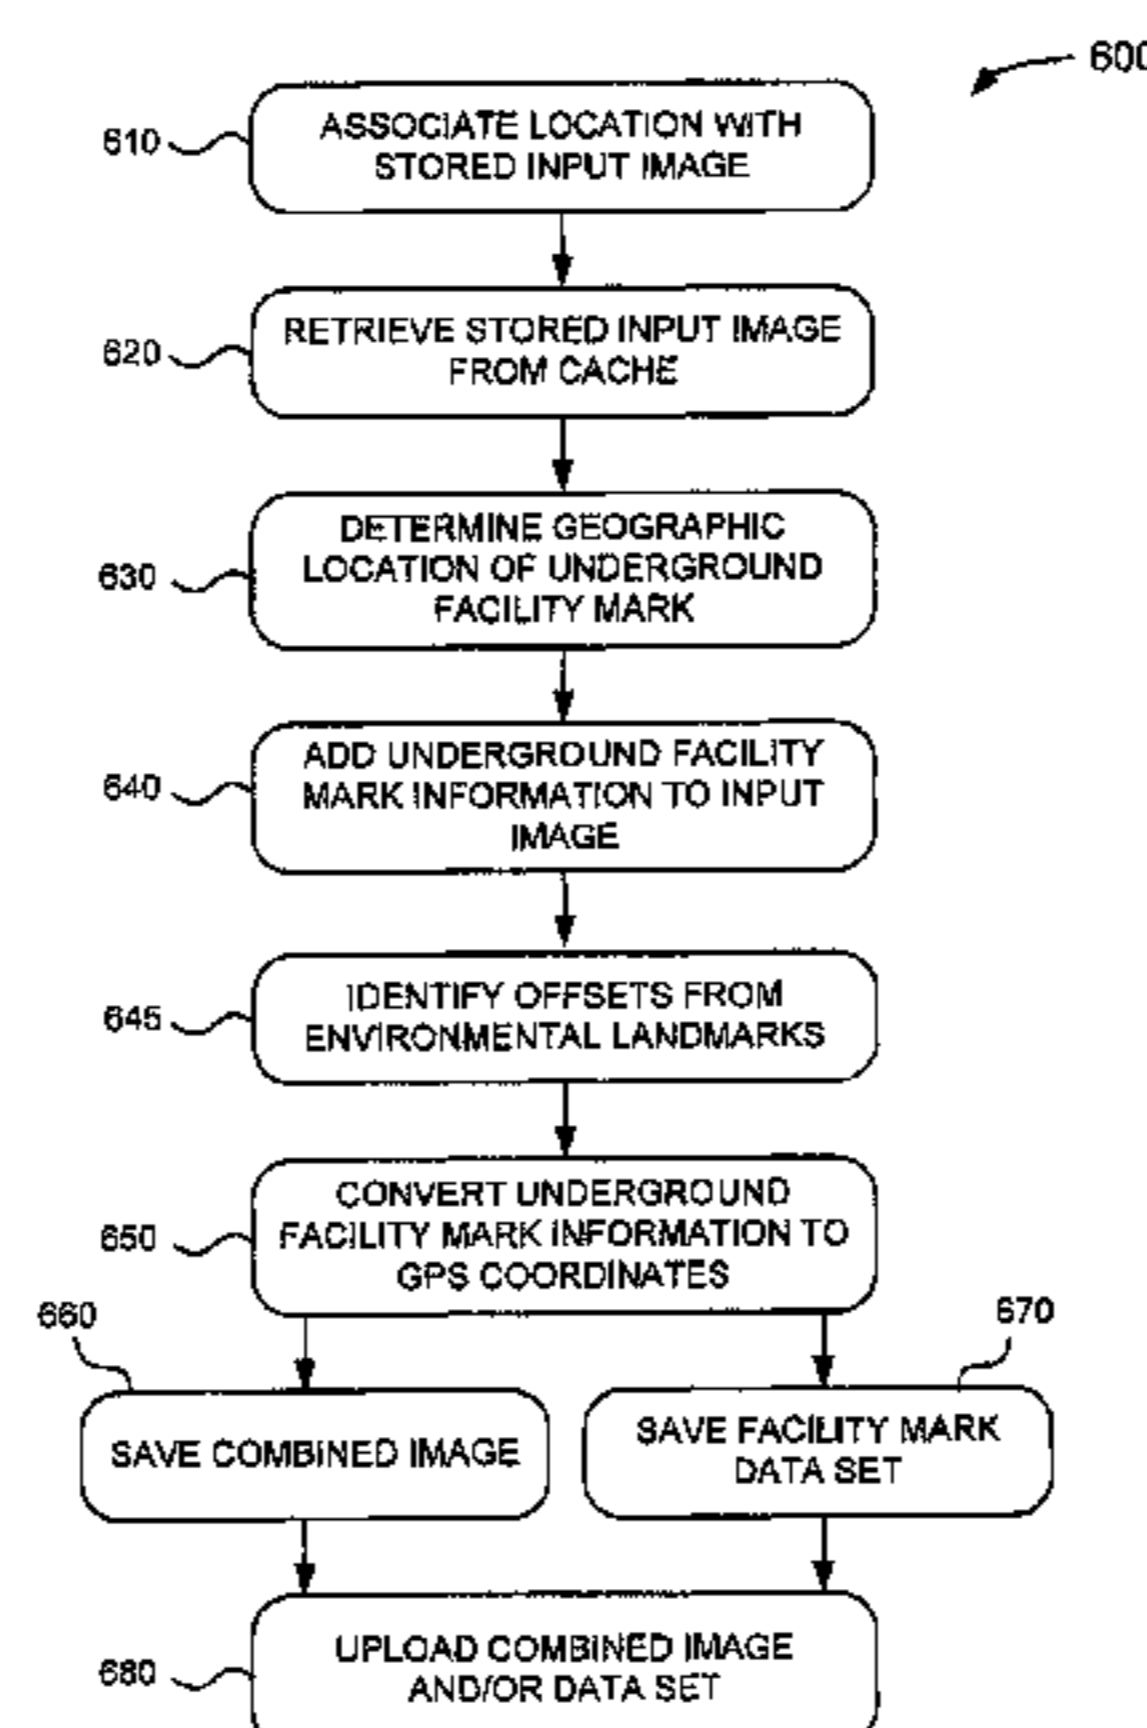 600
610
ASSOCIATE LOCATION WITH
STORED INPUT IMAGE
620
RETRIEVE STORED INPUT IMAGE
FROM CACHE
630
DETERMINE GEOGRAPHIC
LOCATION OF UNDERGROUND
FACILITY MARK
640
ADD UNDERGROUND FACILITY
MARK INFORMATION TO INPUT
IMAGE
645
IDENTIFY OFFSETS FROM
ENVIRONMENTAL LANDMARKS
650
CONVERT UNDERGROUND
FACILITY MARK INFORMATION TO
GPS COORDINATES
660
670
SAVE COMBINED IMAGE
SAVE FACILITY MARK
DATA SET
680
UPLOAD COMBINED IMAGE
AND/OR DATA SET